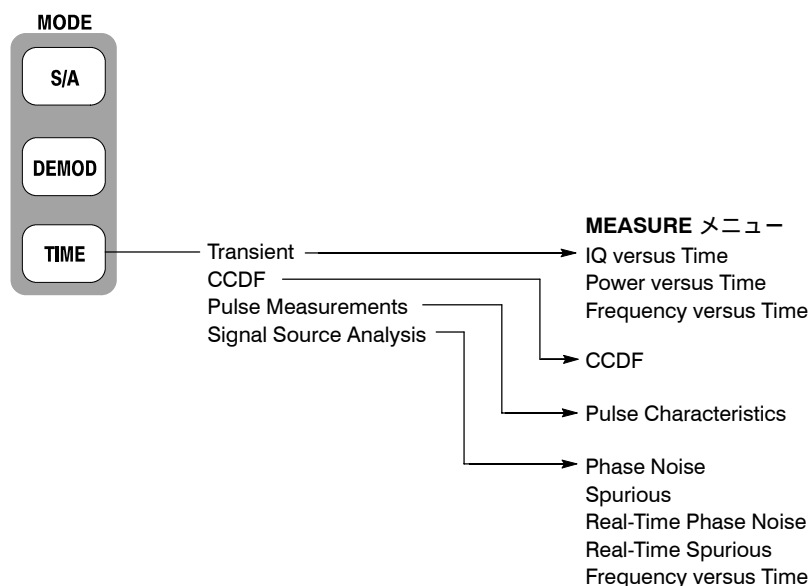 MODE
S/A
DEMOD
TIME
Transient
CCDF
Pulse Measurements
Signal Source Analysis
MEASURE メニュー
IQ versus Time
Power versus Time
Frequency versus Time
CCDF
Pulse Characteristics
Phase Noise
Spurious
Real-Time Phase Noise
Real-Time Spurious
Frequency versus Time